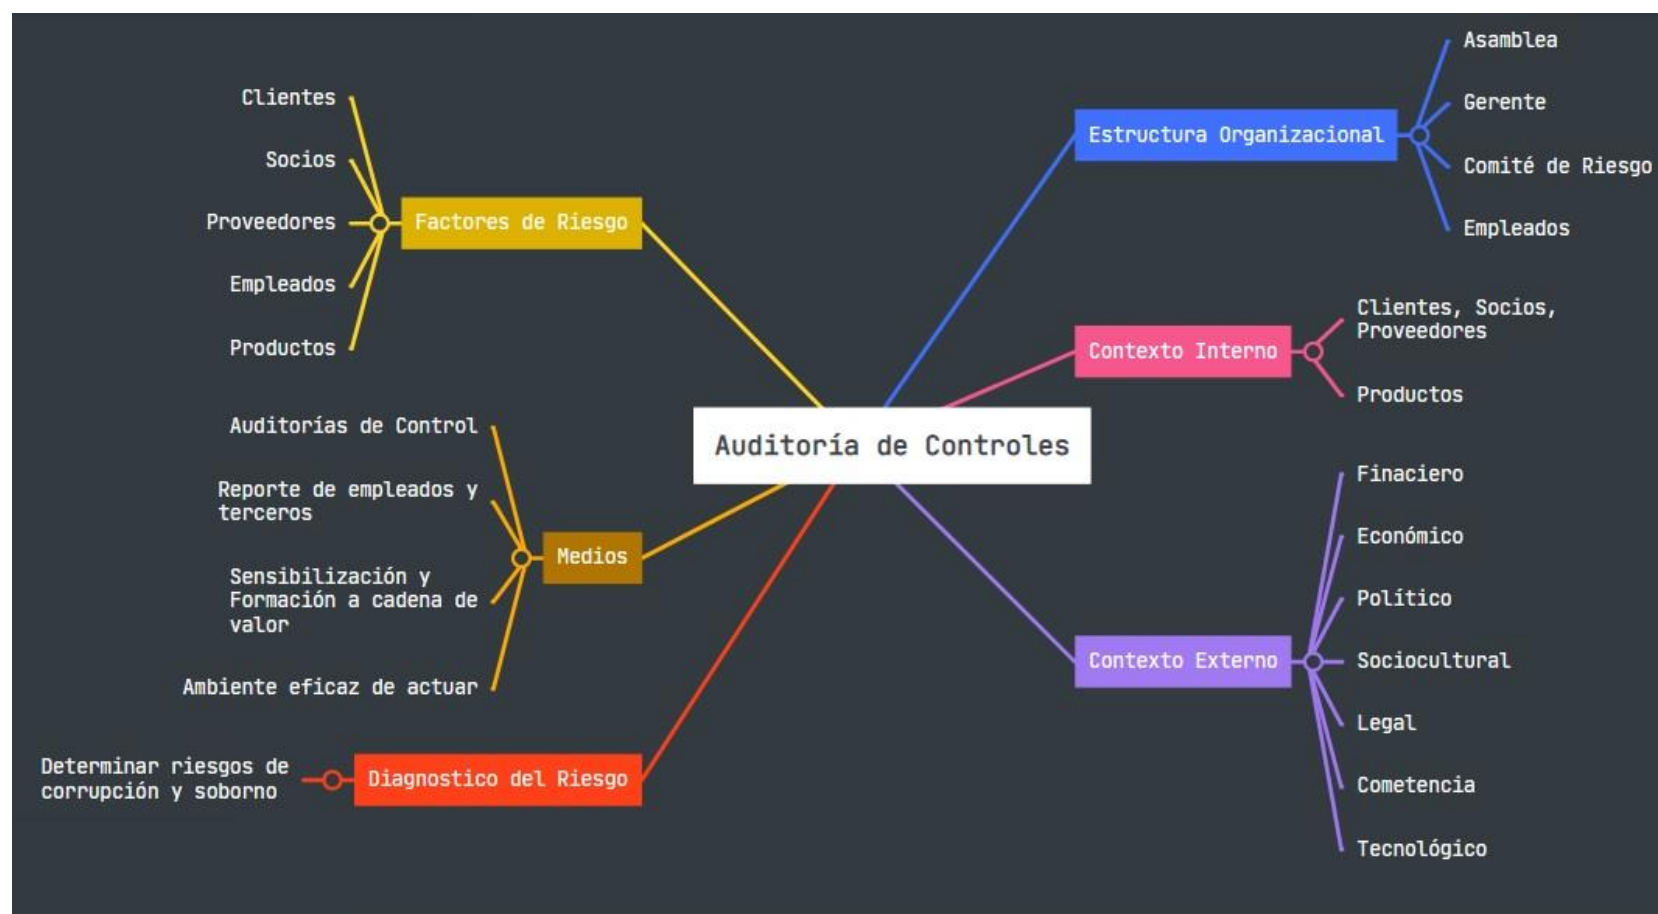 Auditoría de Controles
Estructura Organizacional
Asamblea
Gerente
Comité de Riesgo
Empleados
Contexto Interno
Clientes, Socios,
Proveedores
Productos
Contexto Externo
Finaciero
Económico
Político
Sociocultural
Legal
Cometencia
Tecnológico
Factores de Riesgo
Clientes
Socios
Proveedores
Empleados
Productos
Medios
Auditorías de Control
Reporte de empleados y
terceros
Sensibilización y
Formación a cadena de
valor
Ambiente eficaz de actuar
Diagnostico del Riesgo
Determinar riesgos de
corrupción y soborno